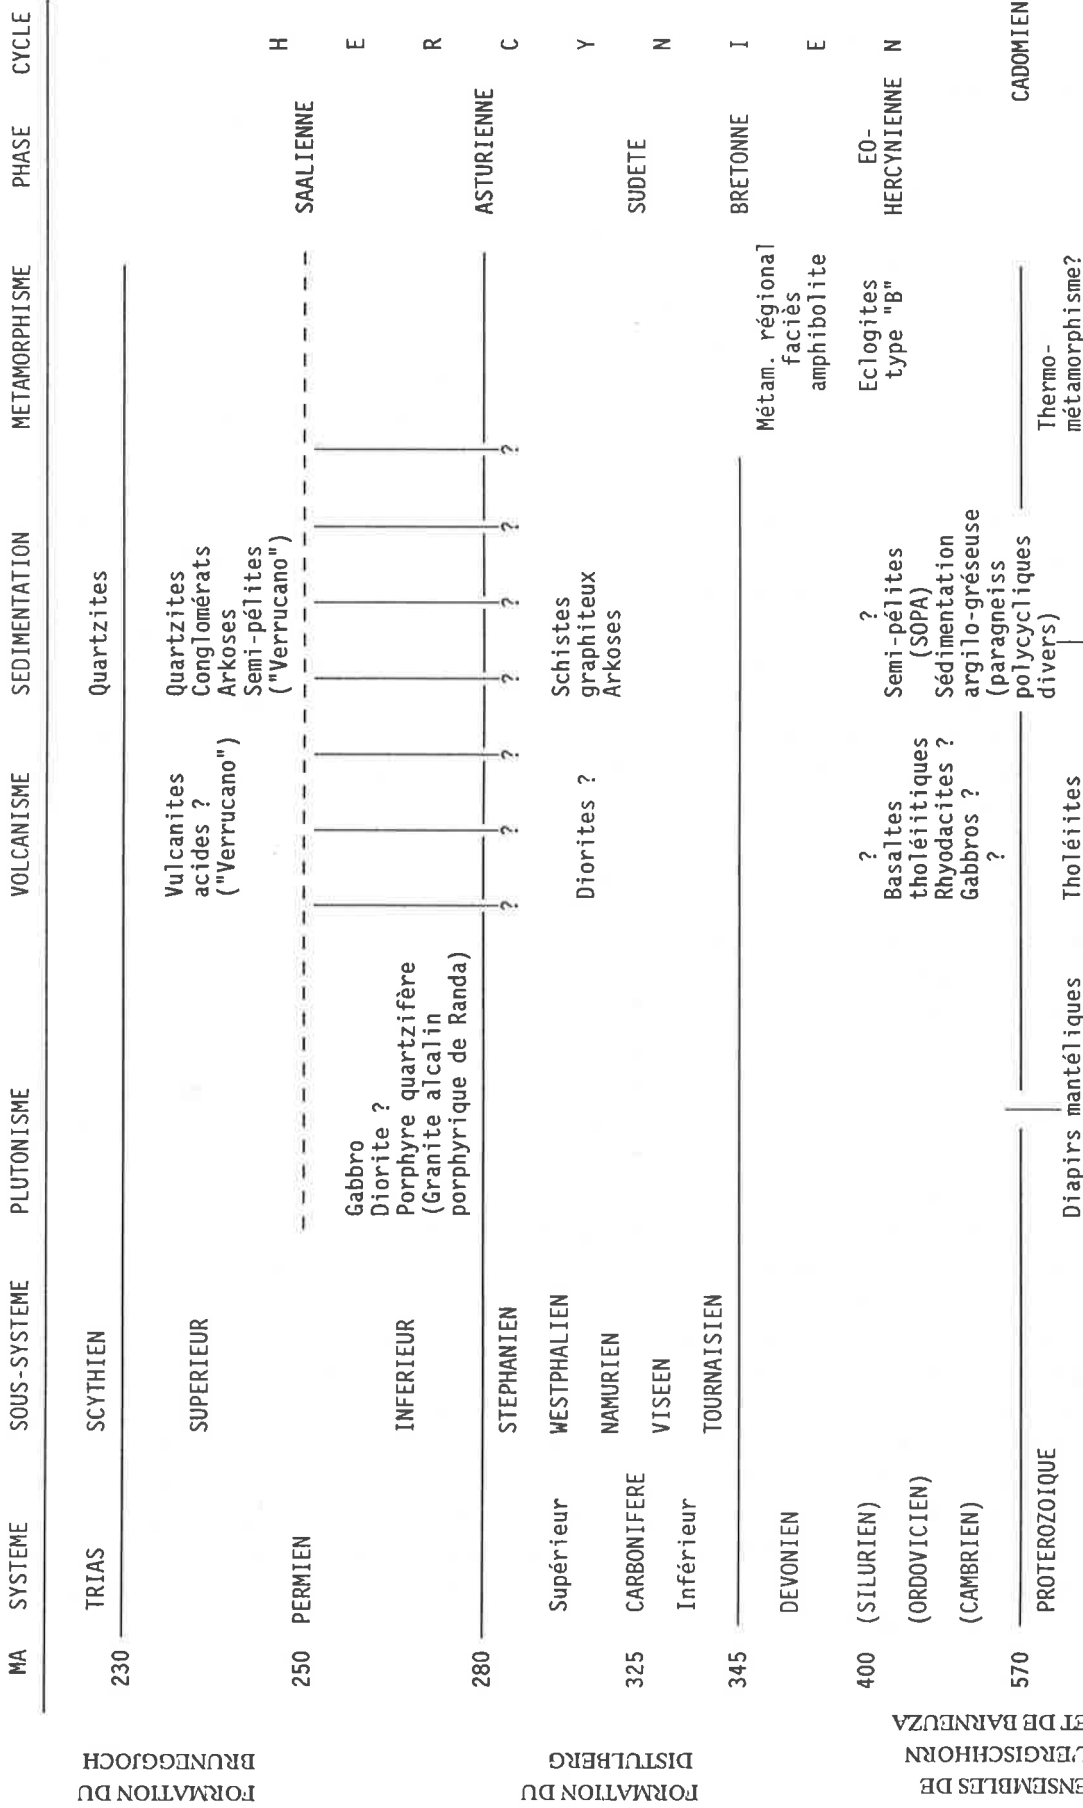 MA SYSTEME SOUS-SYSTEME PLUTONISME VOLCANISME SEDIMENTATION METAMORPHISME PHASE CYCLE
TRIAS SCYTHIEN Quartzites
230
SUPERIEUR
Vulcanites
acides ?
("Verrucano")
Quartzites
Conglomérats
Arkoses
Semi-pélites
("Verrucano")
250 PERMIEN SAALIENNE
INFERIEUR
Gabbro
Diorite ?
Porphyre quartzifère
(Granite alcalin
porphyrique de Randa)
280 ASTURIENNE
STEPHANIEN ? ? ? ? ? ? ?
Supérieur WESTPHALIEN
Diorites ?
Schistes
graphiteux
Arkoses
NAMURIEN
325 CARBONIFERE SUDETE
VISEEN
Inférieur
TOURNAISIEN
345 BRETONNE
DEVONIEN
Métam. régional
faciès
amphibolite
400 (SILURIEN)
(ORDOVICIEN)
(CAMBRIEN)
?
Basaltes
tholéiitiques
Rhyodacites ?
Gabbros ?
?
?
Semi-pélites
(SOPA)
Sédimentation
argilo-gréseuse
(paragneiss
polycycliques
divers)
Eclogites
type "B"
EO-
HERCYNIENNE
H E R C Y N I E N
570 CADOMIEN
PROTEROZOIQUE
Diapirs mantéliques
Tholéiites
Thermo-
métamorphisme?
FORMATION DU
BRUNEGGJOCH
FORMATION DU
DISTULBERG
ENSEMBLES DE
L'ERGISCHHORN
ET DE BARNEUZA